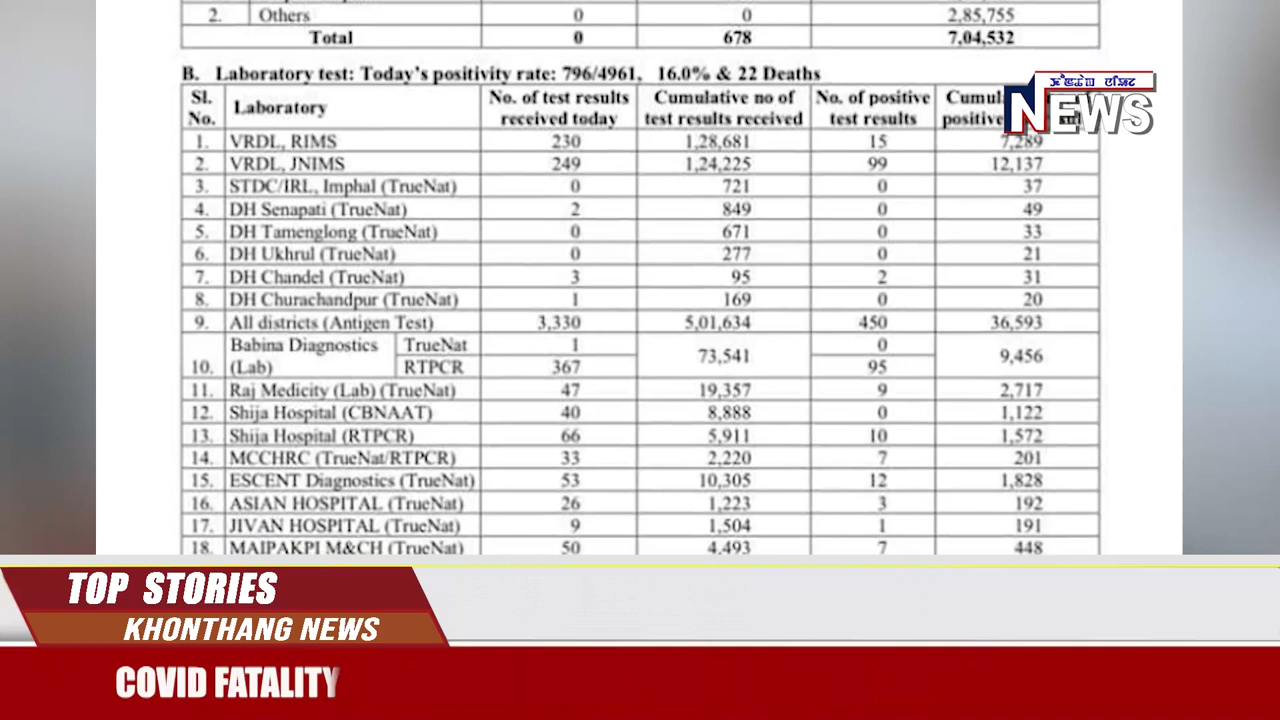 2. Others 0 0 2,85,755
Total 0 678 7,04,532
B. Laboratory test: Today's positivity rate: 796/4961, 16.0% & 22 Deaths
Sl. No. Laboratory No. of test results received today Cumulative no of test results received No. of positive test results
1. VRDL, RIMS 230 1,28,681 15 7,289
2. VRDL, JNIMS 249 1,24,225 99 12,137
3. STDC/IRL, Imphal (TrueNat) 0 721 0 37
4. DH Senapati (TrueNat) 2 849 0 49
5. DH Tamenglong (TrueNat) 0 671 0 33
6. DH Ukhrul (TrueNat) 0 277 0 21
7. DH Chandel (TrueNat) 3 95 2 31
8. DH Churachandpur (TrueNat) 1 169 0 20
9. All districts (Antigen Test) 3,330 5,01,634 450 36,593
10. Babina Diagnostics (Lab) TrueNat 1 73,541 0 9,456
RTPCR 367 95
11. Raj Medicity (Lab) (TrueNat) 47 19,357 9 2,717
12. Shija Hospital (CBNAAT) 40 8,888 0 1,122
13. Shija Hospital (RTPCR) 66 5,911 10 1,572
14. MCCHRC (TrueNat/RTPCR) 33 2,220 7 201
15. ESCENT Diagnostics (TrueNat) 53 10,305 12 1,828
16. ASIAN HOSPITAL (TrueNat) 26 1,223 3 192
17. JIVAN HOSPITAL (TrueNat) 9 1,504 1 191
18. MAIPAKPI M&CH (TrueNat) 50 4,493 7 448
NEWS
TOP STORIES
KHONTHANG NEWS
COVID FATALITY